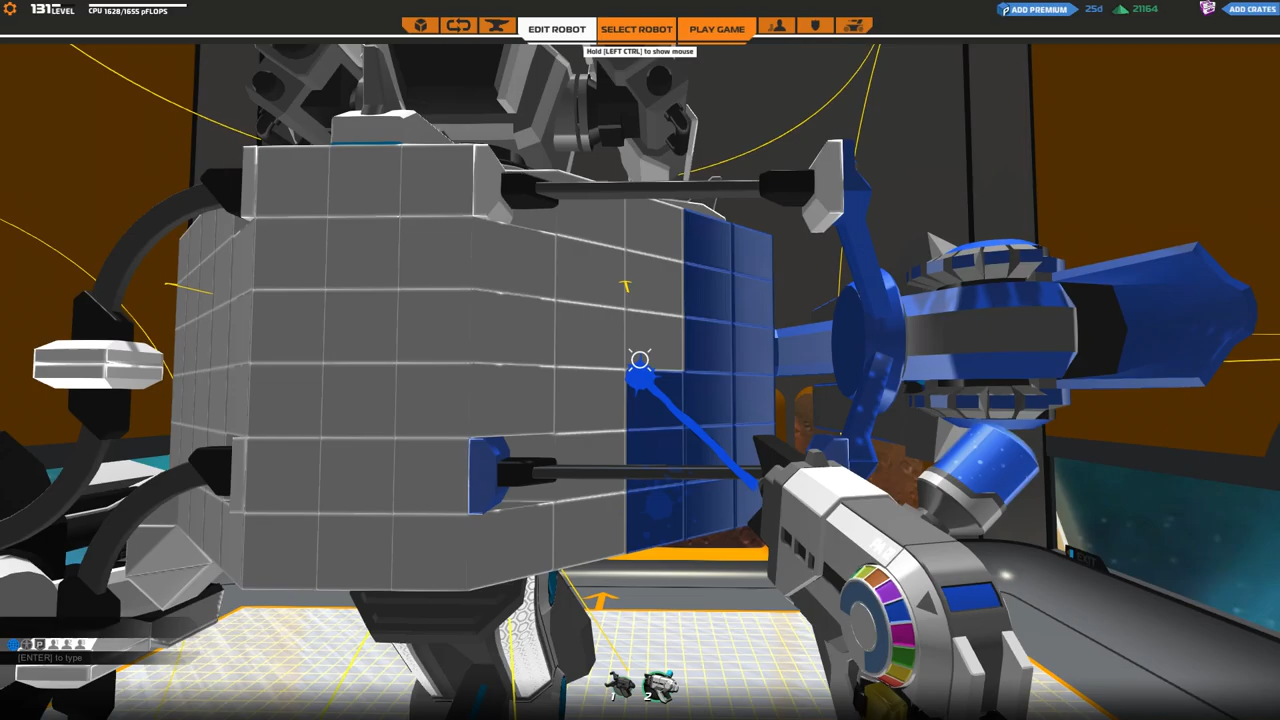 131 LEVEL
CPU 1628/1655 pFLOPS
EDIT ROBOT
SELECT ROBOT
PLAY GAME
ADD PREMIUM
25d
21164
ADD CRATES
Hold [LEFT CTRL] to show mouse
EXIT
P
[ENTER] to type
1
2